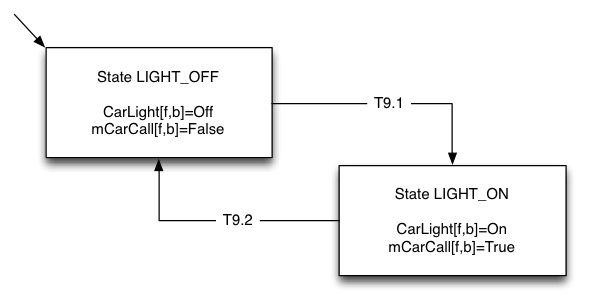 State LIGHT_OFF
CarLight[f,b]=Off
mCarCall[f,b]=False
T9.1
State LIGHT_ON
CarLight[f,b]=On
mCarCall[f,b]=True
T9.2